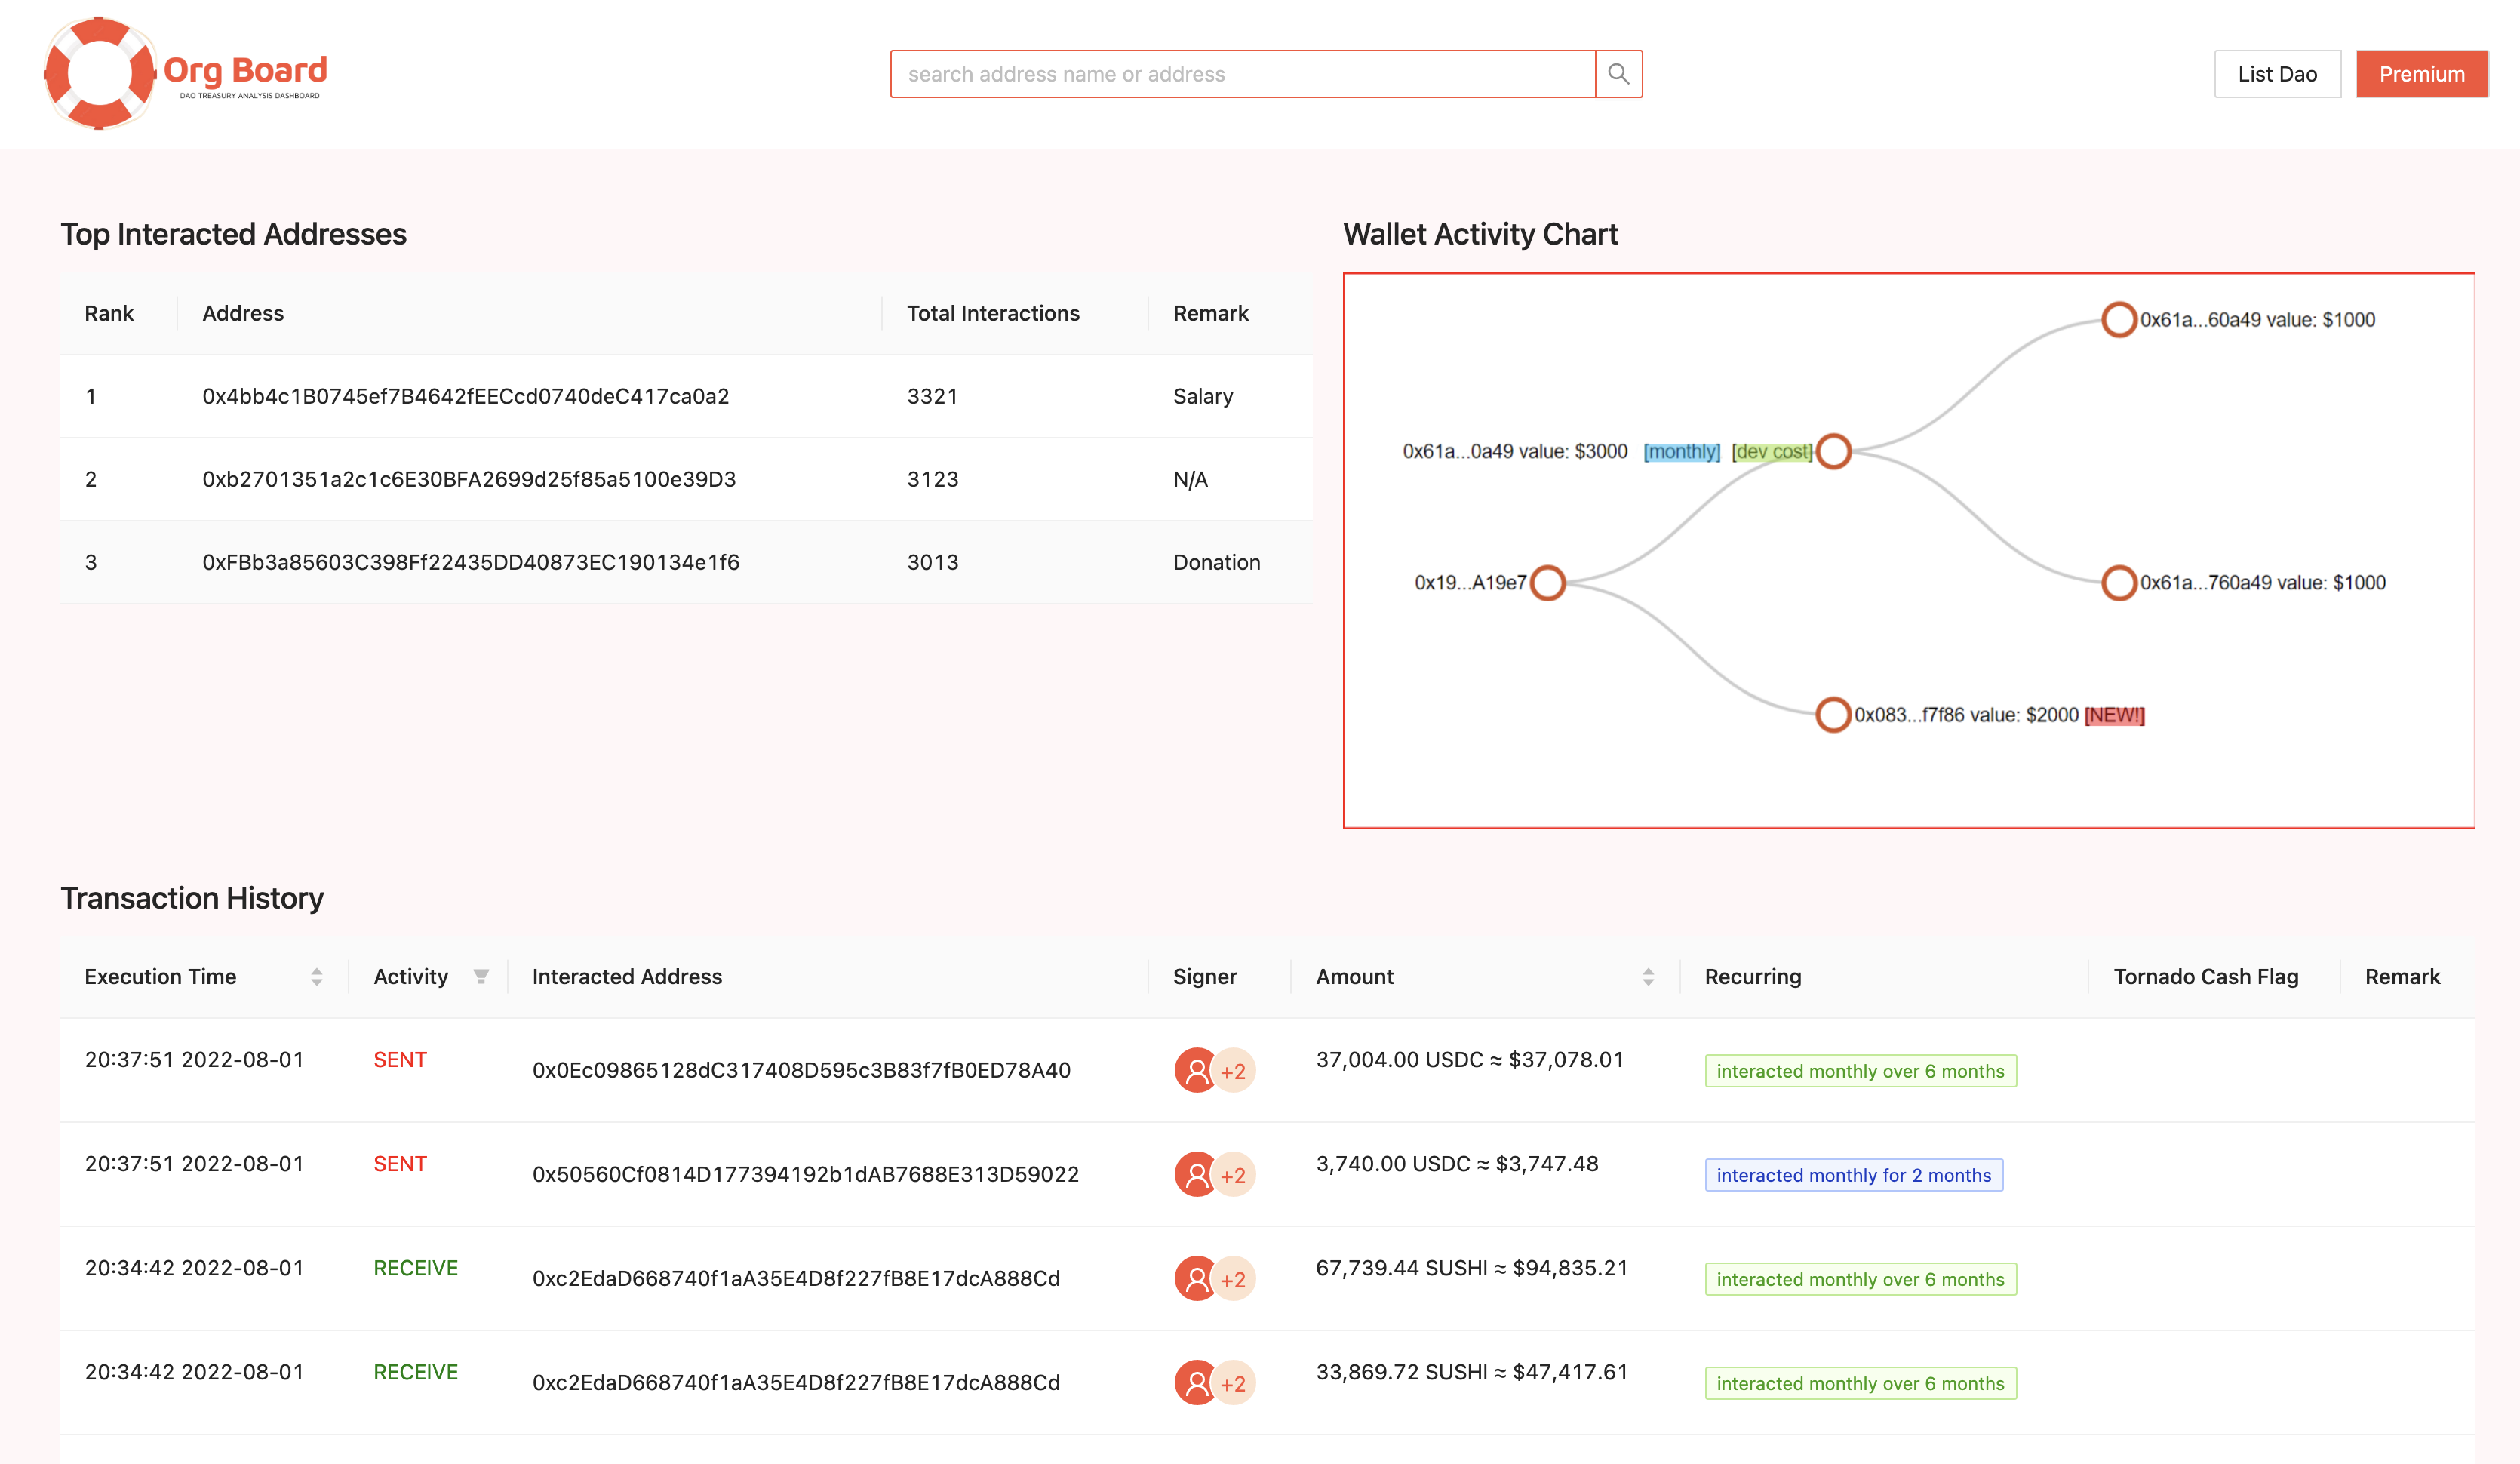 Org Board
DAO TREASURY ANALYSIS DASHBOARD
search address name or address
List Dao
Premium
Top Interacted Addresses
Rank Address Total Interactions Remark
1 0x4bb4c1B0745ef7B4642fEECcd0740deC417ca0a2 3321 Salary
2 0xb2701351a2c1c6E30BFA2699d25f85a5100e39D3 3123 N/A
3 0xFBb3a85603C398Ff22435DD40873EC190134e1f6 3013 Donation
Wallet Activity Chart
0x61a...60a49 value: $1000
0x61a...0a49 value: $3000 [monthly] [dev cost]
0x19...A19e7
0x61a...760a49 value: $1000
0x083...f7f86 value: $2000 [NEW!]
Transaction History
Execution Time Activity Interacted Address Signer Amount Recurring Tornado Cash Flag Remark
20:37:51 2022-08-01 SENT 0x0Ec09865128dC317408D595c3B83f7fB0ED78A40 +2 37,004.00 USDC ≈ $37,078.01 interacted monthly over 6 months
20:37:51 2022-08-01 SENT 0x50560Cf0814D177394192b1dAB7688E313D59022 +2 3,740.00 USDC ≈ $3,747.48 interacted monthly for 2 months
20:34:42 2022-08-01 RECEIVE 0xc2EdaD668740f1aA35E4D8f227fB8E17dcA888Cd +2 67,739.44 SUSHI ≈ $94,835.21 interacted monthly over 6 months
20:34:42 2022-08-01 RECEIVE 0xc2EdaD668740f1aA35E4D8f227fB8E17dcA888Cd +2 33,869.72 SUSHI ≈ $47,417.61 interacted monthly over 6 months